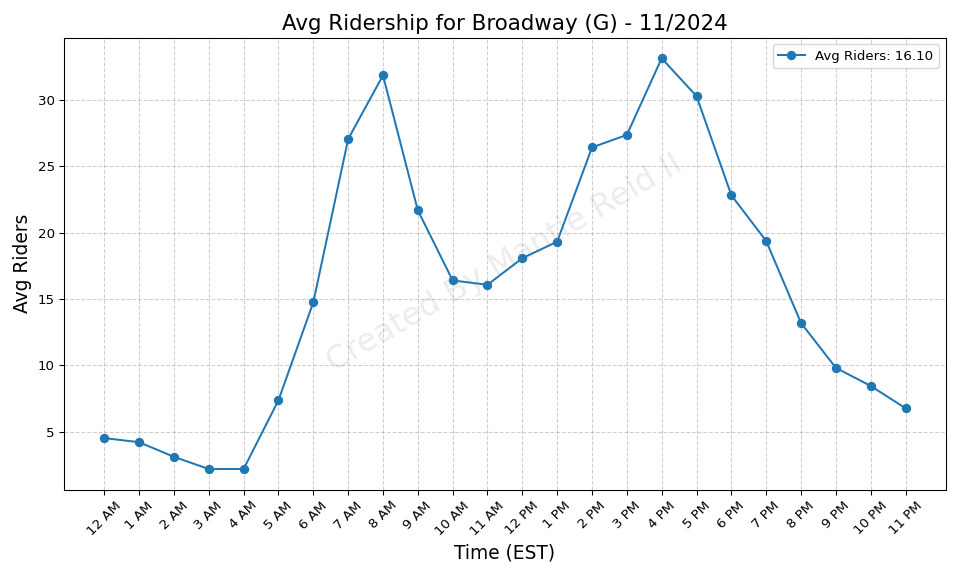 Avg Ridership for Broadway (G) - 11/2024
Avg Riders: 16.10
30
25
20
15
10
5
Avg Riders
Created By Mantie Reid II
12 AM
1 AM
2 AM
3 AM
4 AM
5 AM
6 AM
7 AM
8 AM
9 AM
10 AM
11 AM
12 PM
1 PM
2 PM
3 PM
4 PM
5 PM
6 PM
7 PM
8 PM
9 PM
10 PM
11 PM
Time (EST)